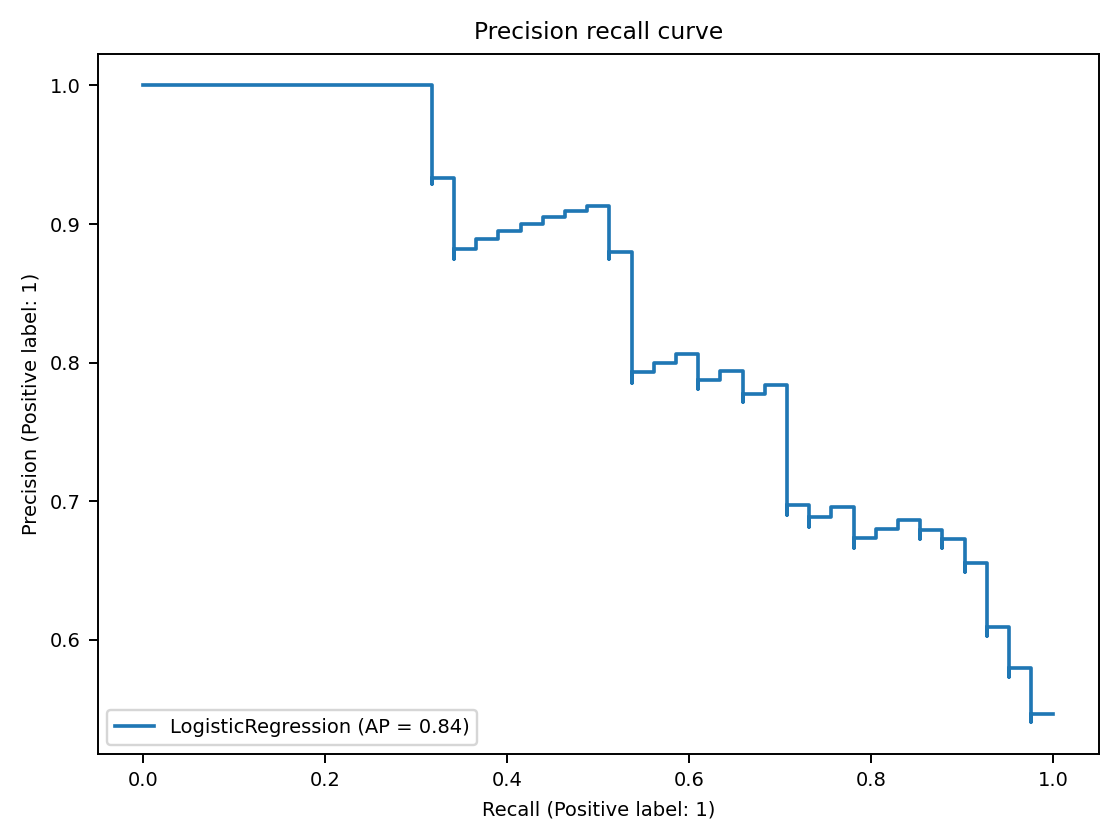 Precision recall curve
Precision (Positive label: 1)
1.0
0.9
0.8
0.7
0.6
LogisticRegression (AP = 0.84)
0.0 0.2 0.4 0.6 0.8 1.0
Recall (Positive label: 1)